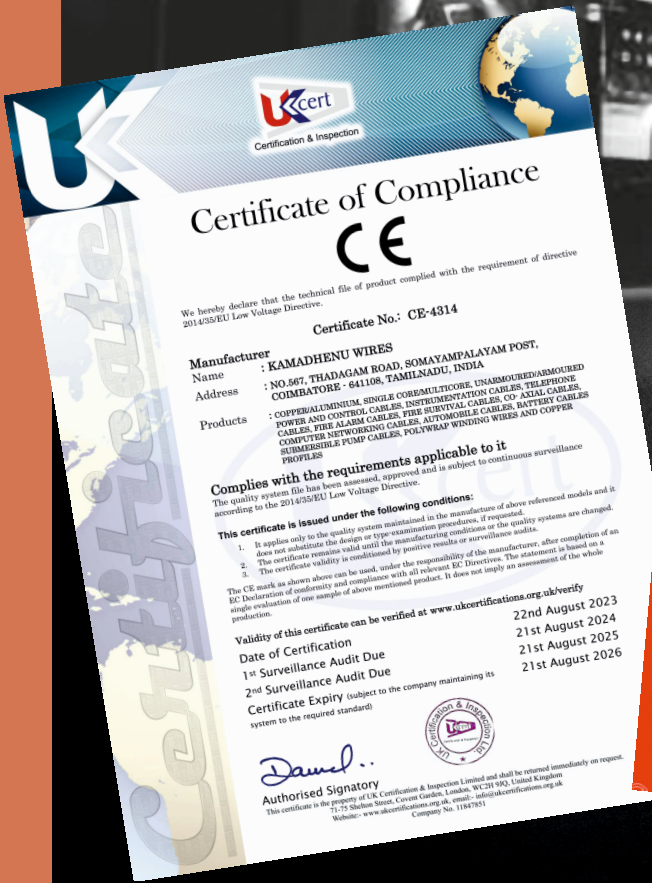 UKcert
Certification & Inspection
Certificate of Compliance
CE
We hereby declare that the technical file of product complied with the requirement of directive
2014/35/EU Low Voltage Directive.
Certificate No.: CE-4314
Manufacturer
Name : KAMADHENU WIRES
Address : NO.567, THADAGAM ROAD, SOMAYAMPALAYAM POST,
COIMBATORE - 641108, TAMILNADU, INDIA
Products : COPPER/ALUMINIUM, SINGLE CORE/MULTICORE, UNARMOURED/ARMOURED
POWER AND CONTROL CABLES, INSTRUMENTATION CABLES, TELEPHONE
CABLES, FIRE ALARM CABLES, FIRE SURVIVAL CABLES, CO- AXIAL CABLES,
COMPUTER NETWORKING CABLES, AUTOMOBILE CABLES, BATTERY CABLES
SUBMERSIBLE PUMP CABLES, POLYWRAP WINDING WIRES AND COPPER
PROFILES
Complies with the requirements applicable to it
The quality system file has been assessed, approved and is subject to continuous surveillance
according to the 2014/35/EU Low Voltage Directive.
This certificate is issued under the following conditions:
1. It applies only to the quality system maintained in the manufacture of above referenced models and it
does not substitute the design or type-examination procedures, if requested.
2. The certificate remains valid until the manufacturing conditions or the quality systems are changed.
3. The certificate validity is conditioned by positive results or surveillance audits.
The CE mark as shown above can be used, under the responsibility of the manufacturer, after completion of an
EC Declaration of conformity and compliance with all relevant EC Directives. The statement is based on a
single evaluation of one sample of above mentioned product. It does not imply an assessment of the whole
production.
Validity of this certificate can be verified at www.ukcertifications.org.uk/verify
Date of Certification 22nd August 2023
1st Surveillance Audit Due 21st August 2024
2nd Surveillance Audit Due 21st August 2025
Certificate Expiry (subject to the company maintaining its 21st August 2026
system to the required standard)
UK Certification & Inspection Ltd.
Authorised Signatory
This certificate is the property of UK Certification & Inspection Limited and shall be returned immediately on request.
71-75 Shelton Street, Covent Garden, London, WC2H 9JQ, United Kingdom
Website:- www.ukcertifications.org.uk, email:- info@ukcertifications.org.uk
Company No. 11847851
Certificate